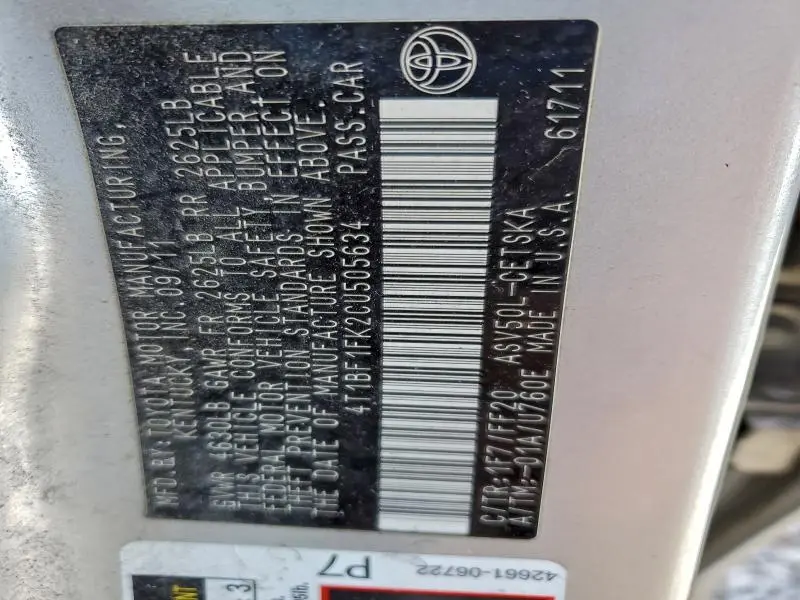 MFD.BY: TOYOTA MOTOR MANUFACTURING,
KENTUCKY, INC. 09/11
GVWR 4630LB GAWR FR 2625LB RR 2625LB
THIS VEHICLE CONFORMS TO ALL APPLICABLE
FEDERAL MOTOR VEHICLE SAFETY, BUMPER, AND
THEFT PREVENTION STANDARDS IN EFFECT ON
THE DATE OF MANUFACTURE SHOWN ABOVE.
4T1BF1FK2CU505634 PASS.CAR
C/TR:1F7/FF20 ASV50L-CETSKA
A/TM:-01A/U760E MADE IN U.S.A. 61711
42661-06722
P7
3